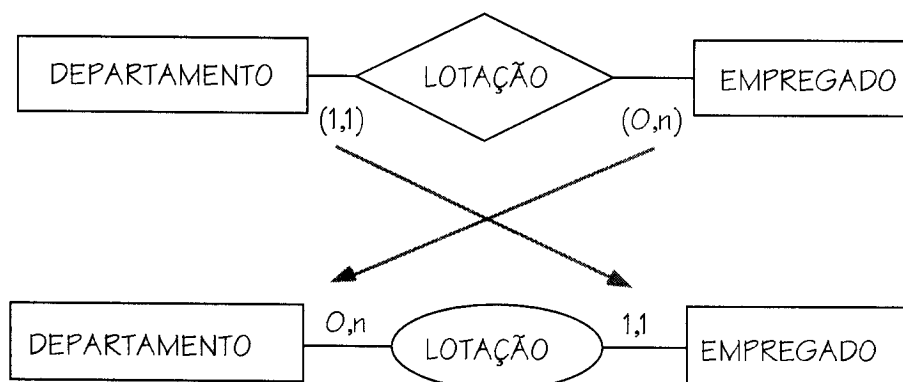 DEPARTAMENTO LOTAÇÃO EMPREGADO
(1,1) (0,n)
0,n 1,1
DEPARTAMENTO LOTAÇÃO EMPREGADO